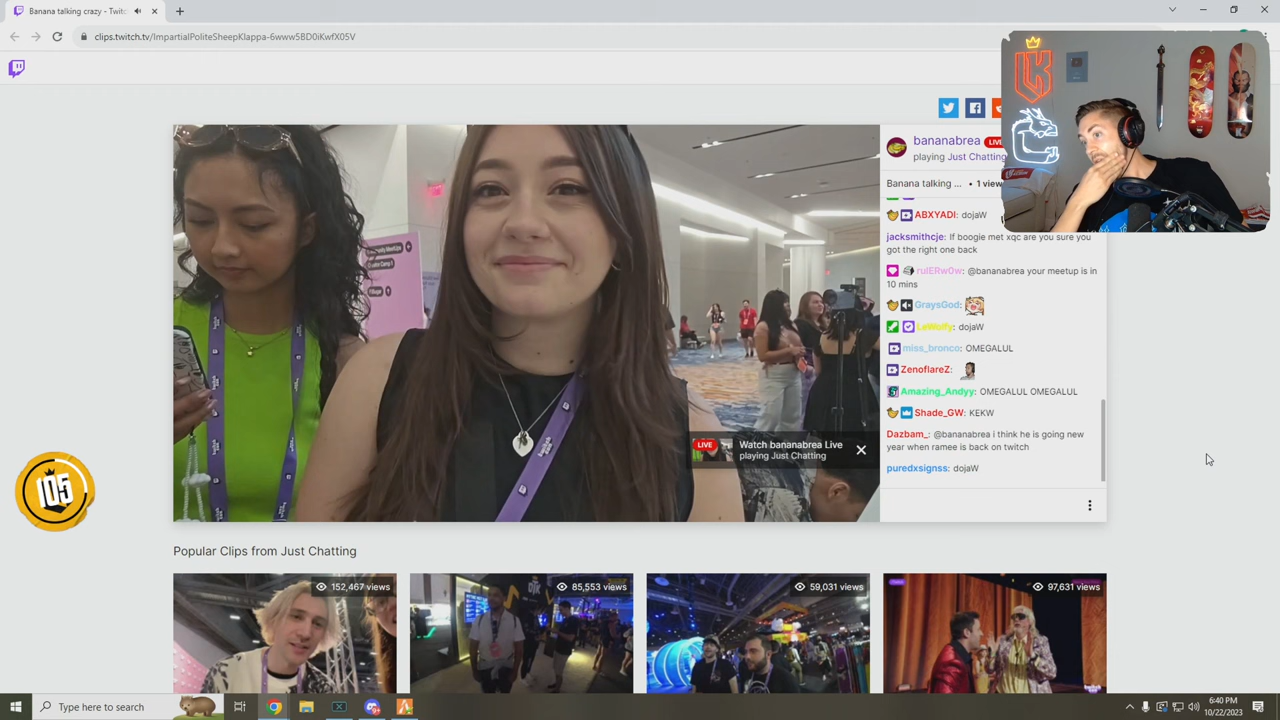 Banana talking crazy - Twitc
clips.twitch.tv/ImpartialPoliteSheepKlappa-6www5BD0iKwfX05V
bananabrea LIVE
playing Just Chatting
Banana talking ... • 1 view
ABXYADI: dojaW
jacksmithcje: If boogie met xqc are you sure you
got the right one back
rulERw0w: @bananabrea your meetup is in
10 mins
GraysGod:
LeWolfy: dojaW
miss_bronco: OMEGALUL
ZenoflareZ:
Amazing_Andyy: OMEGALUL OMEGALUL
Shade_GW: KEKW
Dazbam_: @bananabrea i think he is going new
year when ramee is back on twitch
puredxsignss: dojaW
LIVE
Watch bananabrea Live
playing Just Chatting
105
Popular Clips from Just Chatting
152,467 views
85,553 views
59,031 views
97,631 views
Type here to search
6:40 PM
10/22/2023